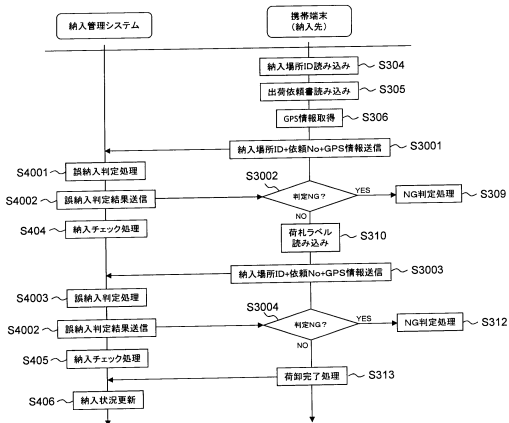 納入管理システム
携帯端末
(納入先)
納入場所ID読み込み
S304
出荷依頼書読み込み
S305
GPS情報取得
S306
納入場所ID+依頼No+GPS情報送信
S3001
S4001
誤納入判定処理
S3002
S4002
誤納入判定結果送信
判定NG?
YES
NG判定処理
S309
NO
S404
納入チェック処理
荷札ラベル
読み込み
S310
納入場所ID+依頼No+GPS情報送信
S3003
S4003
誤納入判定処理
S3004
S4002
誤納入判定結果送信
判定NG?
YES
NG判定処理
S312
NO
S405
納入チェック処理
荷卸完了処理
S313
S406
納入状況更新